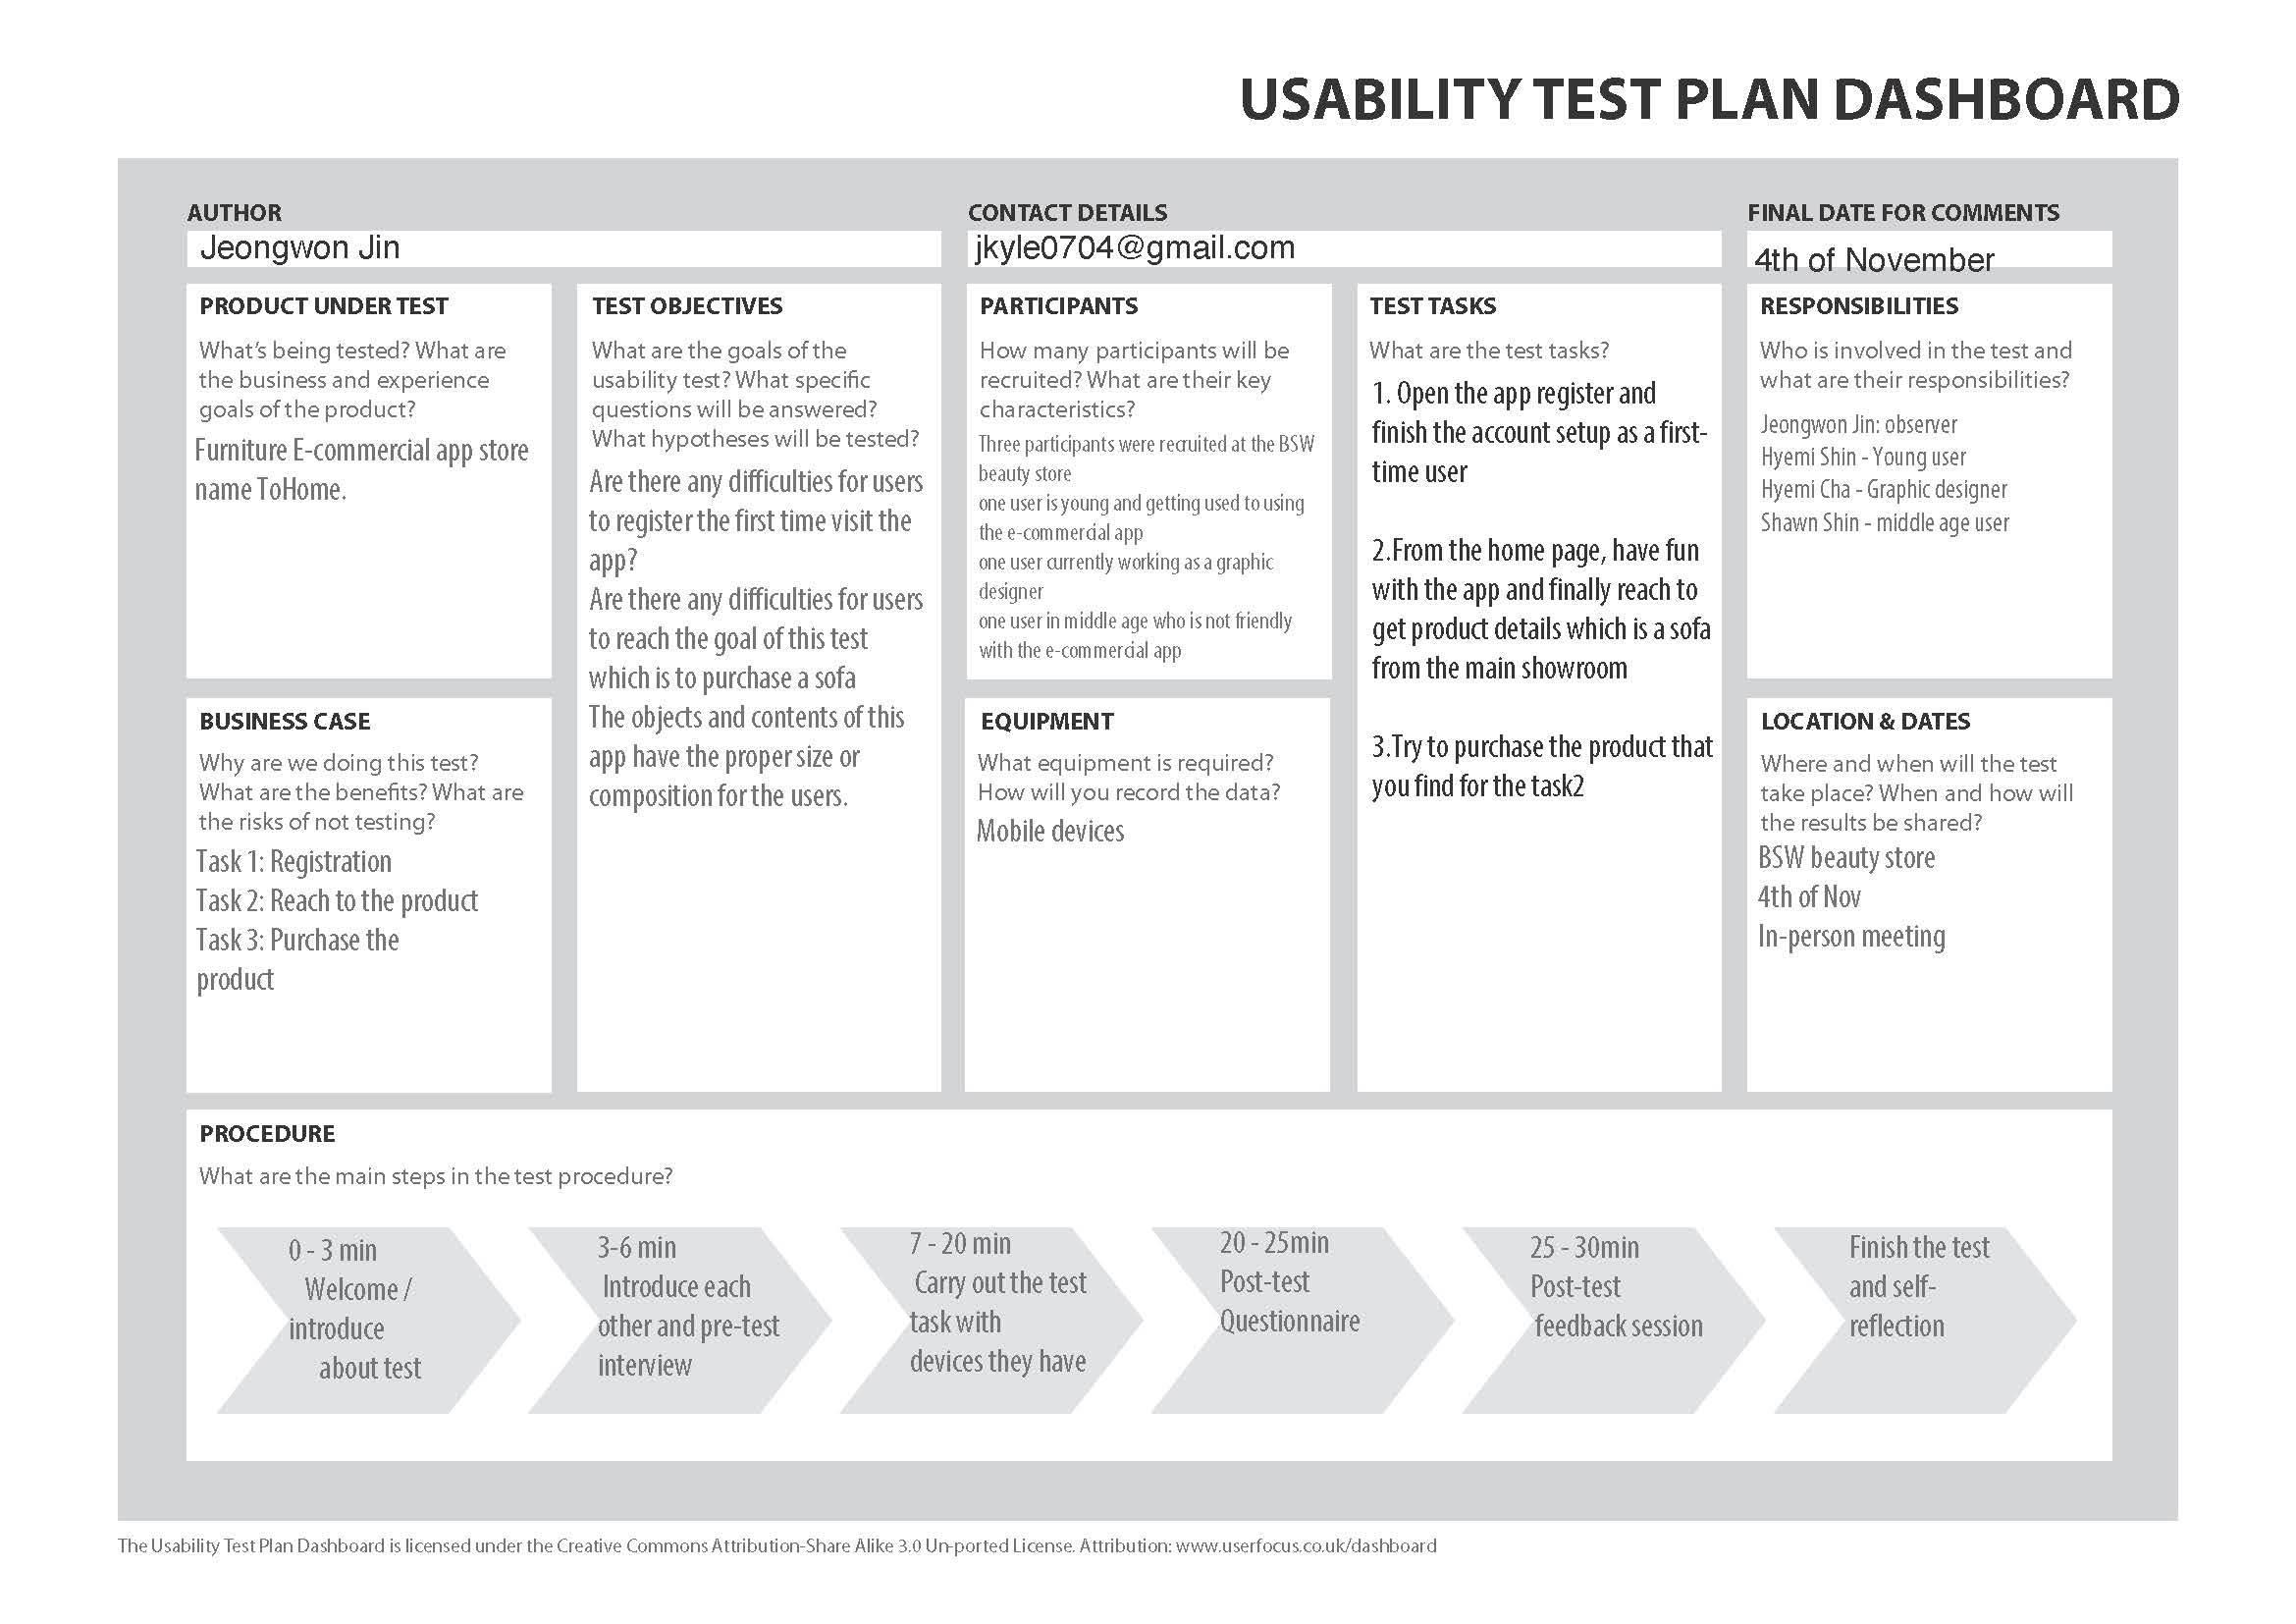 USABILITY TEST PLAN DASHBOARD
AUTHOR
Jeongwon Jin
CONTACT DETAILS
jkyle0704@gmail.com
FINAL DATE FOR COMMENTS
4th of November
PRODUCT UNDER TEST
What's being tested? What are
the business and experience
goals of the product?
Furniture E-commercial app store
name ToHome.
BUSINESS CASE
Why are we doing this test?
What are the benefits? What are
the risks of not testing?
Task 1: Registration
Task 2: Reach to the product
Task 3: Purchase the
product
TEST OBJECTIVES
What are the goals of the
usability test? What specific
questions will be answered?
What hypotheses will be tested?
Are there any difficulties for users
to register the first time visit the
app?
Are there any difficulties for users
to reach the goal of this test
which is to purchase a sofa
The objects and contents of this
app have the proper size or
composition for the users.
PARTICIPANTS
How many participants will be
recruited? What are their key
characteristics?
Three participants were recruited at the BSW
beauty store
one user is young and getting used to using
the e-commercial app
one user currently working as a graphic
designer
one user in middle age who is not friendly
with the e-commercial app
EQUIPMENT
What equipment is required?
How will you record the data?
Mobile devices
TEST TASKS
What are the test tasks?
1. Open the app register and
finish the account setup as a first-
time user
2.From the home page, have fun
with the app and finally reach to
get product details which is a sofa
from the main showroom
3.Try to purchase the product that
you find for the task2
RESPONSIBILITIES
Who is involved in the test and
what are their responsibilities?
Jeongwon Jin: observer
Hyemi Shin - Young user
Hyemi Cha - Graphic designer
Shawn Shin - middle age user
LOCATION & DATES
Where and when will the test
take place? When and how will
the results be shared?
BSW beauty store
4th of Nov
In-person meeting
PROCEDURE
What are the main steps in the test procedure?
0 - 3 min
Welcome /
introduce
about test
3-6 min
Introduce each
other and pre-test
interview
7 - 20 min
Carry out the test
task with
devices they have
20 - 25min
Post-test
Questionnaire
25 - 30min
Post-test
feedback session
Finish the test
and self-
reflection
The Usability Test Plan Dashboard is licensed under the Creative Commons Attribution-Share Alike 3.0 Un-ported License. Attribution: www.userfocus.co.uk/dashboard